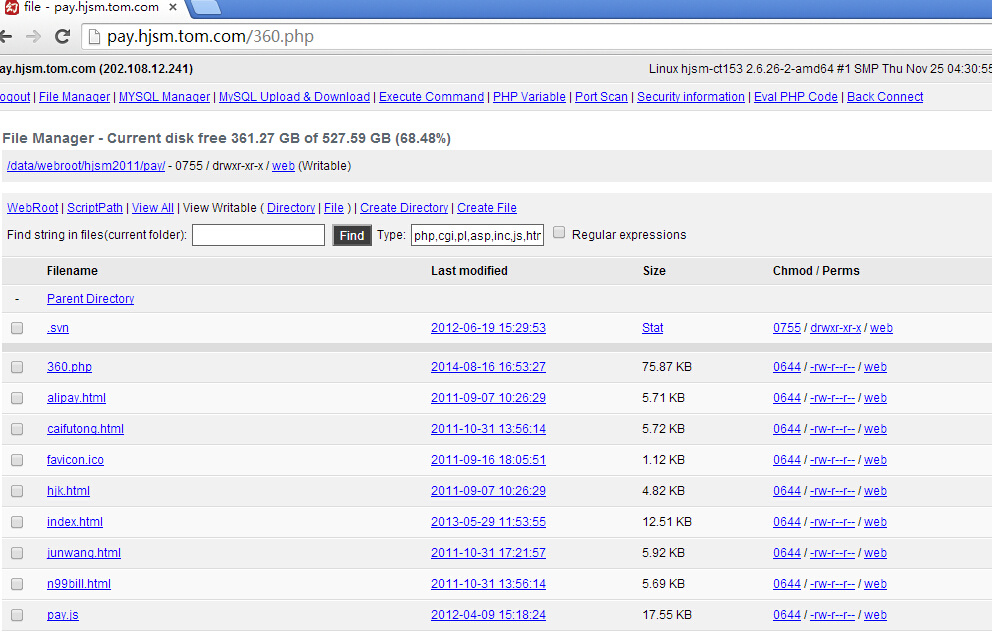 幻 file - pay.hjsm.tom.com ×
pay.hjsm.tom.com/360.php
ay.hjsm.tom.com (202.108.12.241) Linux hjsm-ct153 2.6.26-2-amd64 #1 SMP Thu Nov 25 04:30:55
ogout | File Manager | MYSQL Manager | MySQL Upload & Download | Execute Command | PHP Variable | Port Scan | Security information | Eval PHP Code | Back Connect
File Manager - Current disk free 361.27 GB of 527.59 GB (68.48%)
/data/webroot/hjsm2011/pay/ - 0755 / drwxr-xr-x / web (Writable)
WebRoot | ScriptPath | View All | View Writable ( Directory | File ) | Create Directory | Create File
Find string in files(current folder): Find Type: php,cgi,pl,asp,inc,js,htr Regular expressions
Filename Last modified Size Chmod / Perms
- Parent Directory
.svn 2012-06-19 15:29:53 Stat 0755 / drwxr-xr-x / web
360.php 2014-08-16 16:53:27 75.87 KB 0644 / -rw-r--r-- / web
alipay.html 2011-09-07 10:26:29 5.71 KB 0644 / -rw-r--r-- / web
caifutong.html 2011-10-31 13:56:14 5.72 KB 0644 / -rw-r--r-- / web
favicon.ico 2011-09-16 18:05:51 1.12 KB 0644 / -rw-r--r-- / web
hjk.html 2011-09-07 10:26:29 4.82 KB 0644 / -rw-r--r-- / web
index.html 2013-05-29 11:53:55 12.51 KB 0644 / -rw-r--r-- / web
junwang.html 2011-10-31 17:21:57 5.92 KB 0644 / -rw-r--r-- / web
n99bill.html 2011-10-31 13:56:14 5.69 KB 0644 / -rw-r--r-- / web
pay.js 2012-04-09 15:18:24 17.55 KB 0644 / -rw-r--r-- / web